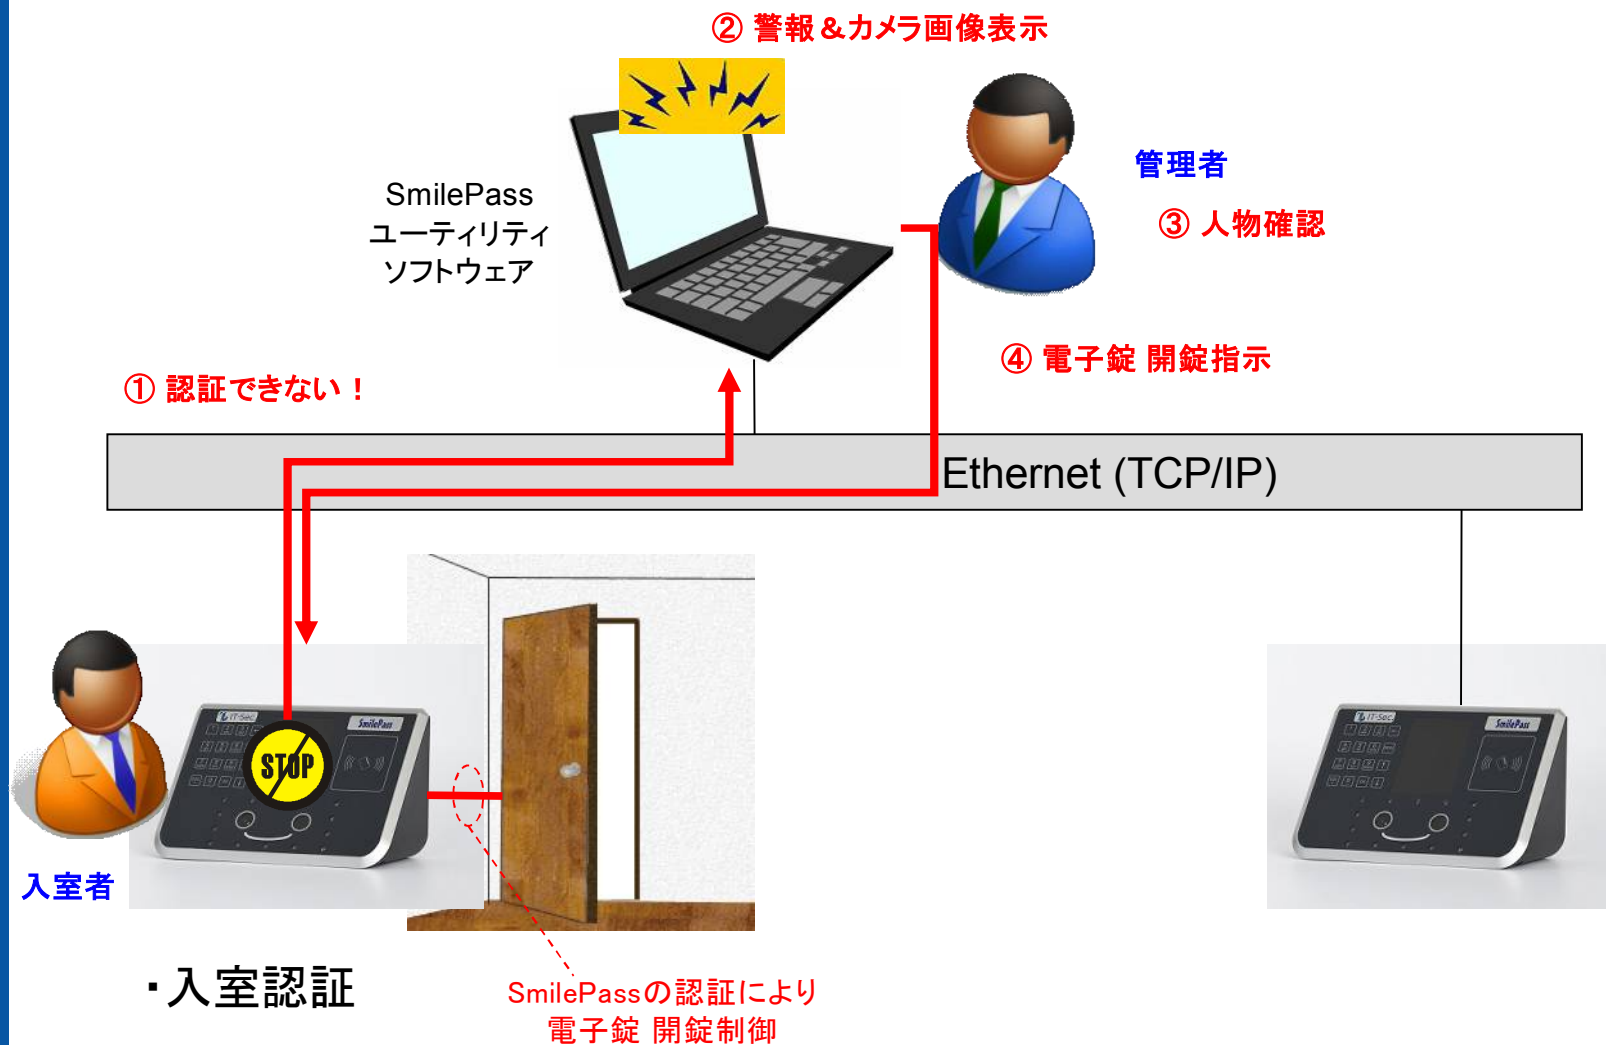 ② 警報＆カメラ画像表示
管理者
SmilePass
ユーティリティ
ソフトウェア
③ 人物確認
④ 電子錠 開錠指示
① 認証できない！
Ethernet (TCP/IP)
IT-Sec
SmilePass
STOP
IT-Sec
SmilePass
入室者
・入室認証
SmilePassの認証により
電子錠 開錠制御